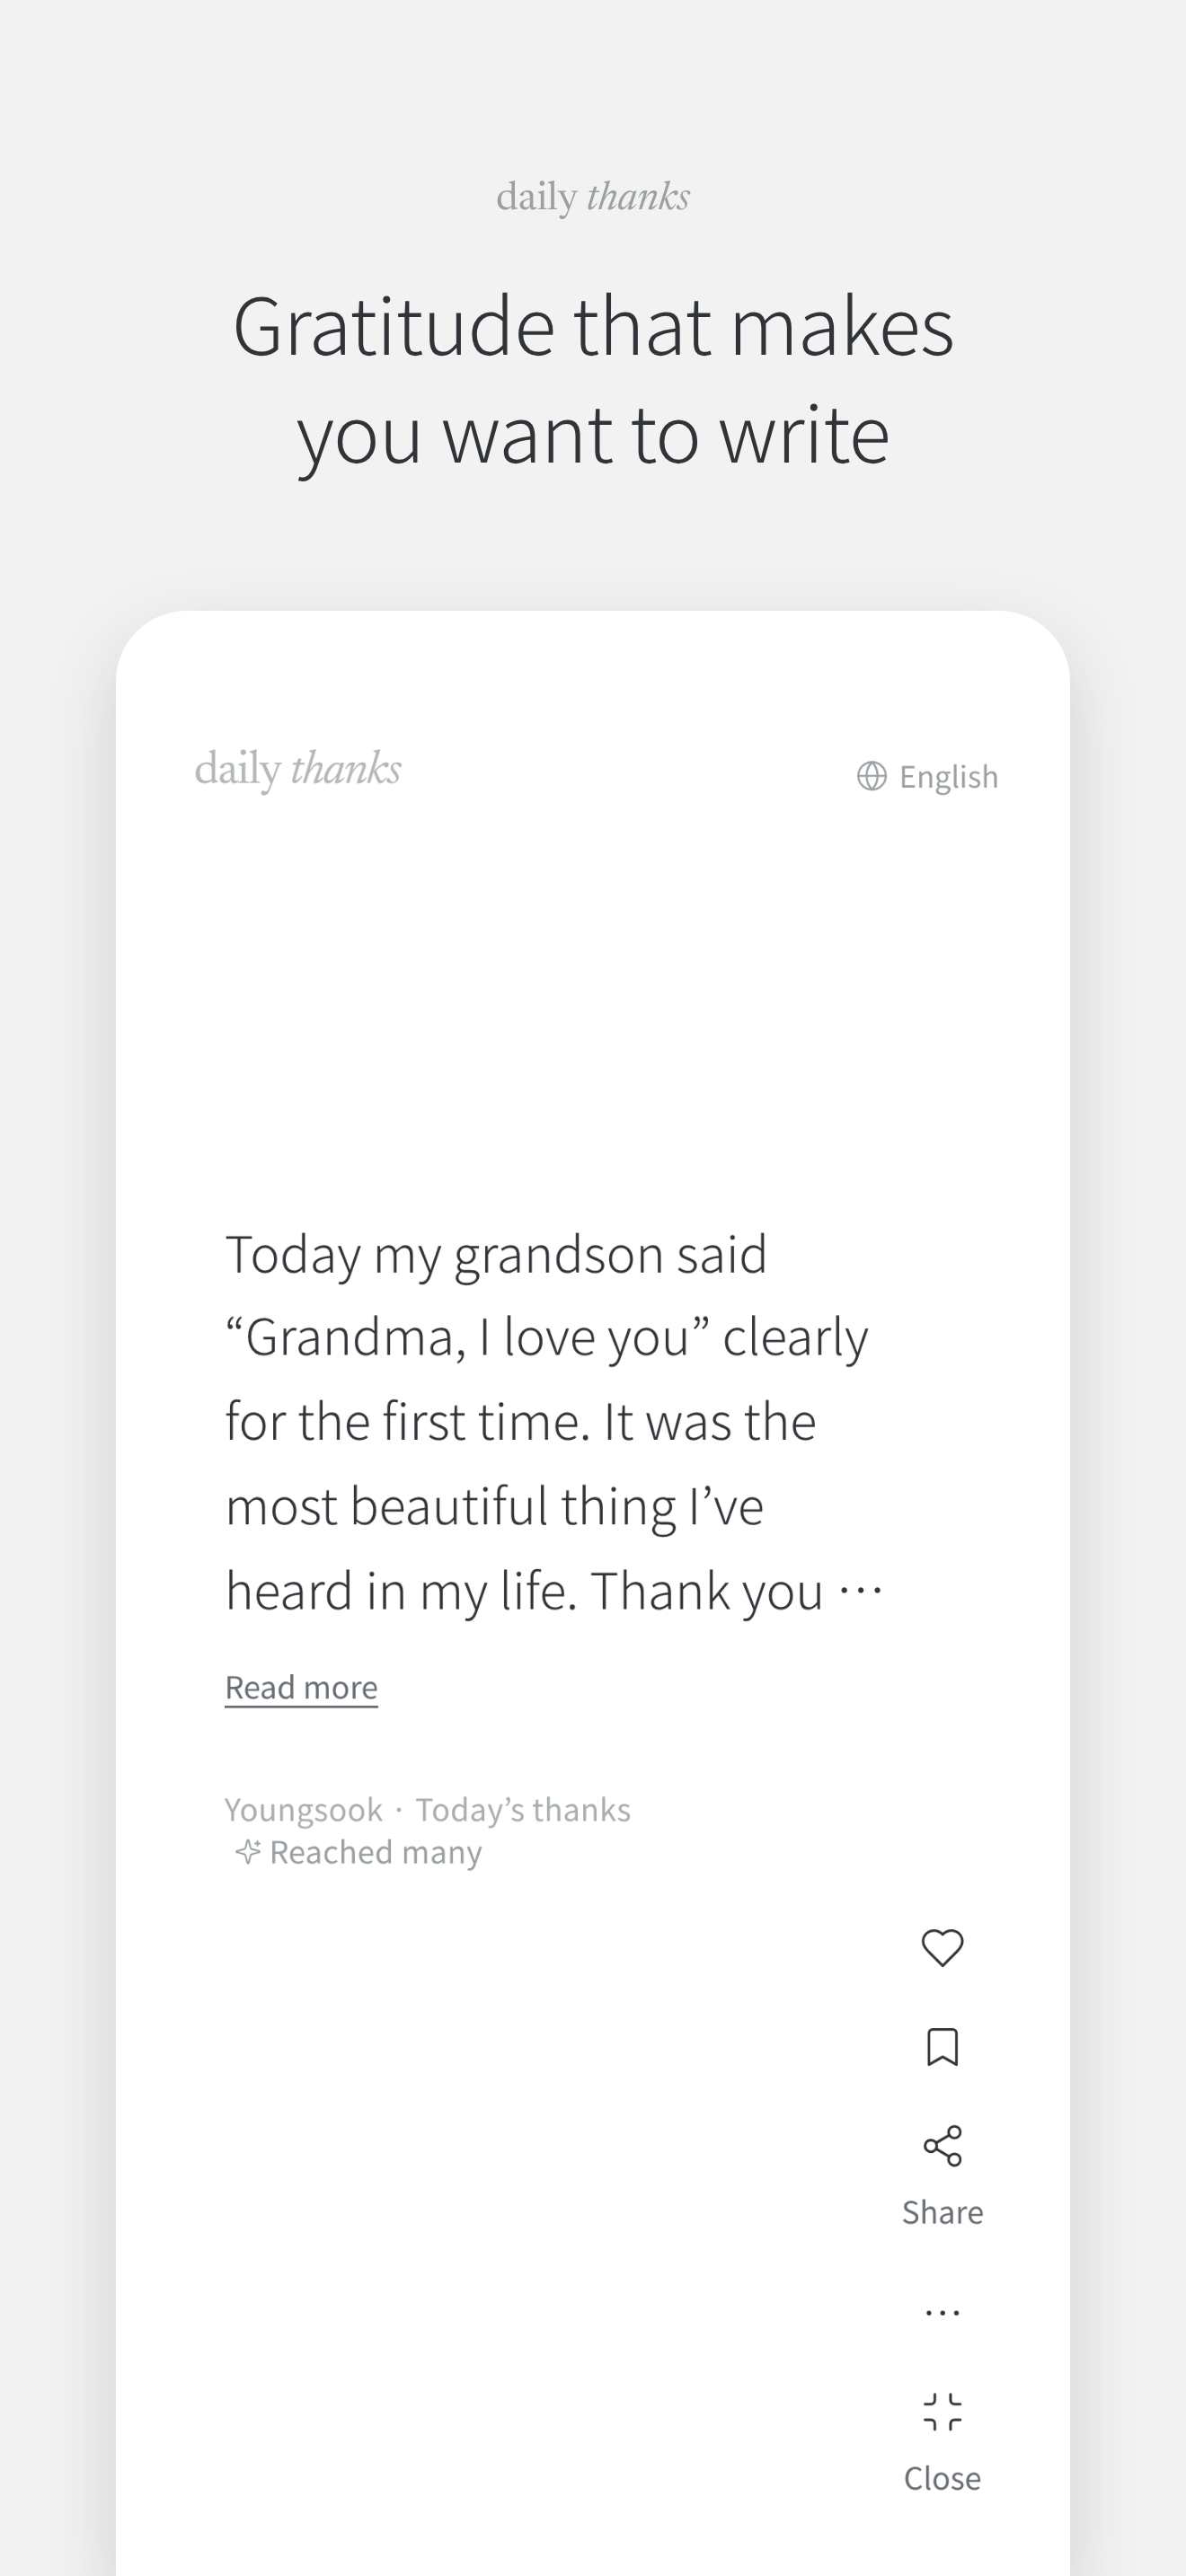 daily thanks
Gratitude that makes
you want to write
daily thanks
English
Today my grandson said
“Grandma, I love you” clearly
for the first time. It was the
most beautiful thing I’ve
heard in my life. Thank you ⋯
Read more
Youngsook · Today’s thanks
Reached many
Share
Close